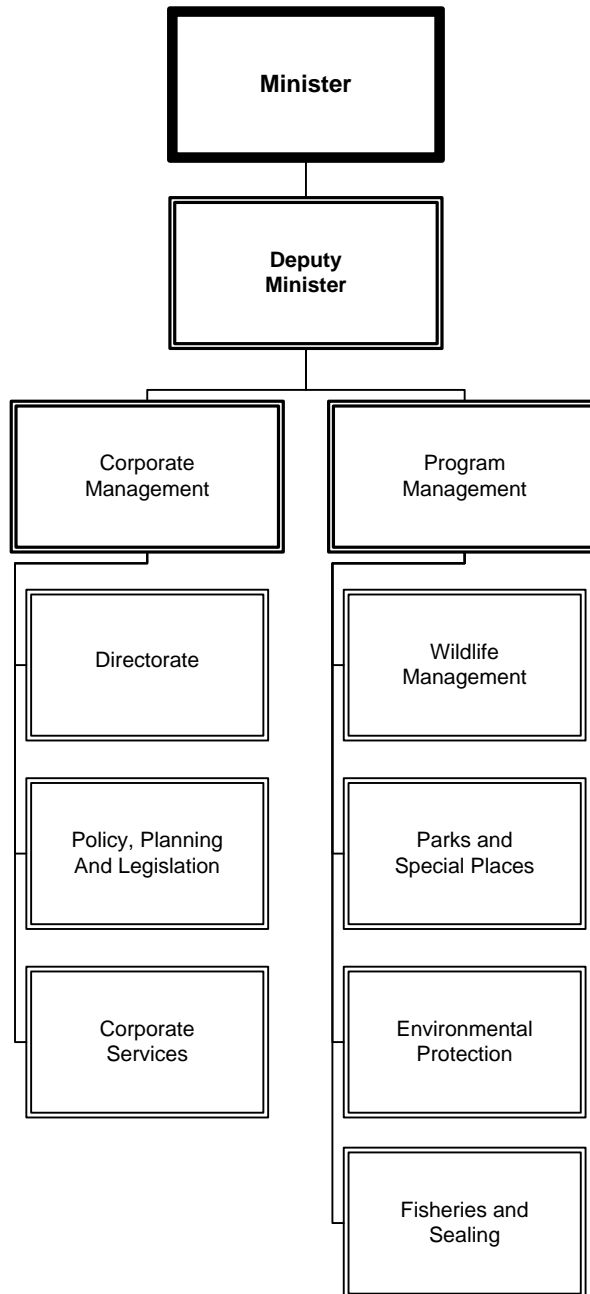 Minister
Deputy
Minister
Corporate
Management
Program
Management
Directorate
Wildlife
Management
Policy, Planning
And Legislation
Parks and
Special Places
Corporate
Services
Environmental
Protection
Fisheries and
Sealing